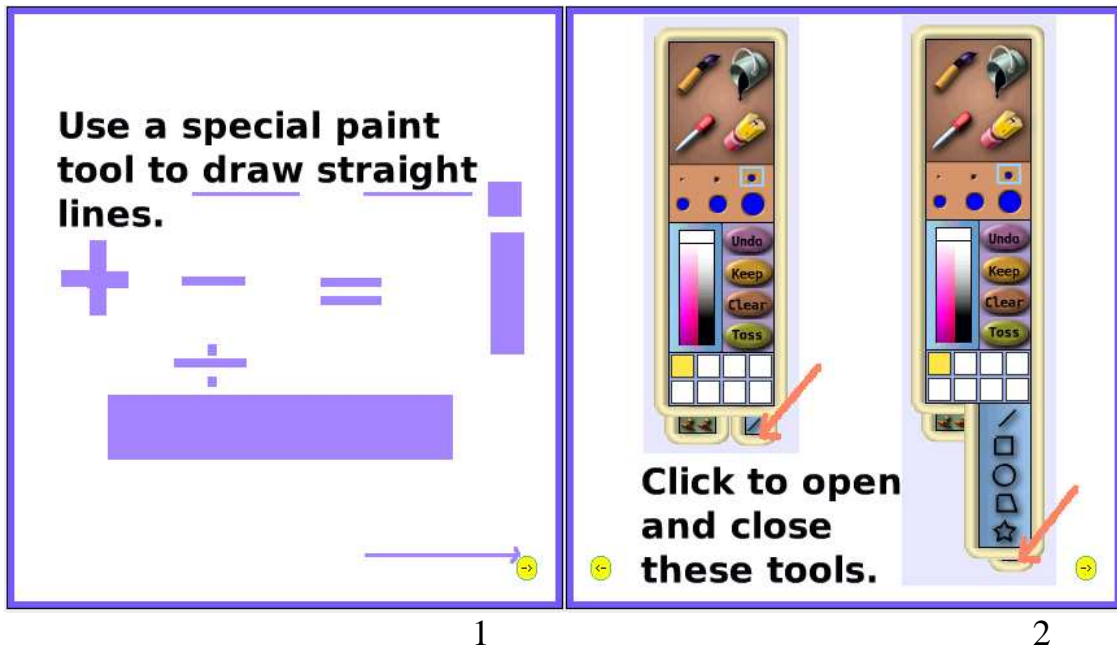 Use a special paint
tool to draw straight
lines.
->
1
Undo
Keep
Clear
Toss
Undo
Keep
Clear
Toss
Click to open
and close
these tools.
<-
->
2